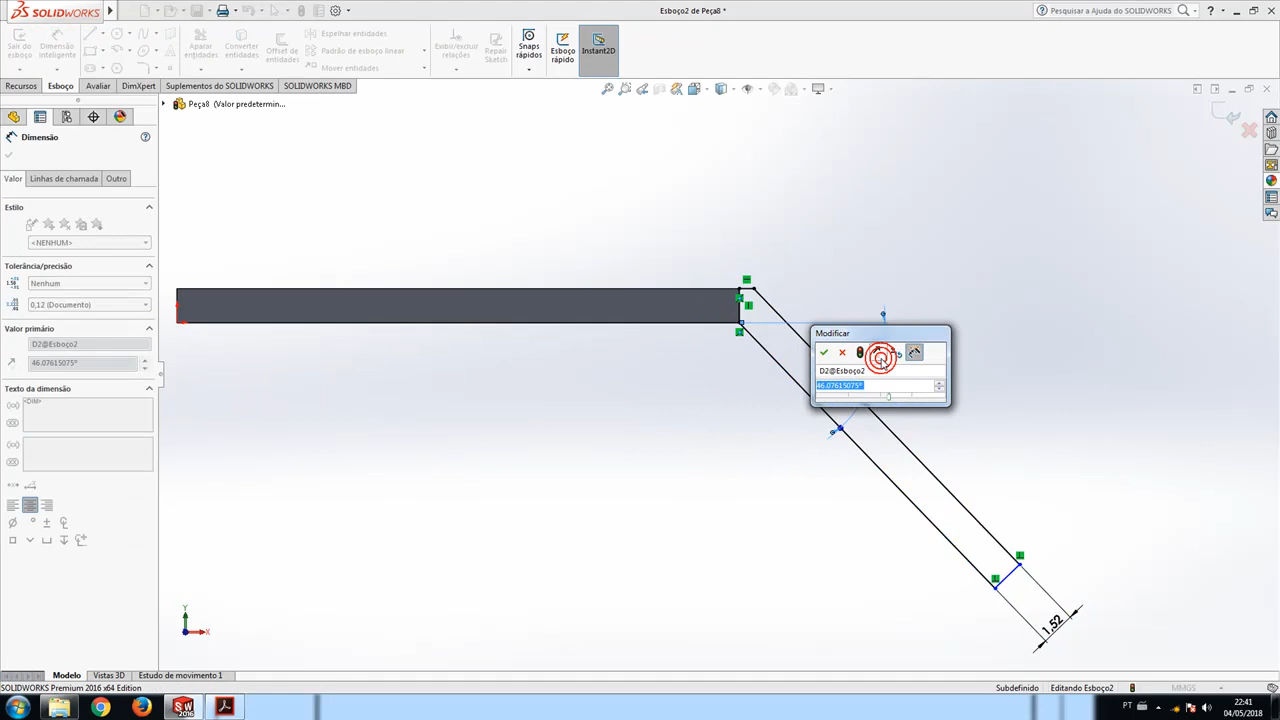 SOLIDWORKS
Esboço2 de Peça8 *
Pesquisar a Ajuda do SOLIDWORKS
Sai do esboço
Dimensão inteligente
Aparar entidades
Converter entidades
Offset de entidades
Espelhar entidades
Padrão de esboço linear
Mover entidades
Exibir/excluir relações
Repair Sketch
Snaps rápidos
Esboço rápido
Instant2D
Recursos
Esboço
Avaliar
DimXpert
Suplementos do SOLIDWORKS
SOLIDWORKS MBD
Peça8 (Valor predetermin...
Dimensão
Valor
Linhas de chamada
Outro
Estilo
<NENHUM>
Tolerância/precisão
Nenhum
0,12 (Documento)
Valor primário
D2@Esboço2
46.07615075°
Texto da dimensão
<DIM>
Modificar
D2@Esboço2
46.07615075°
1,52
Y
X
Modelo
Vistas 3D
Estudo de movimento 1
SOLIDWORKS Premium 2016 x64 Edition
Subdefinido
Editando Esboço2
MMGS
PT
22:41
04/05/2018